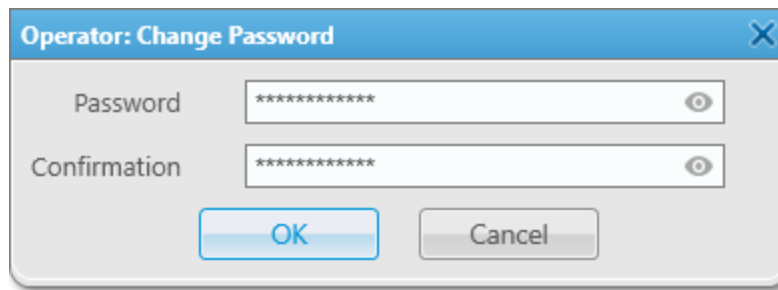 Operator: Change Password
Password ************
Confirmation ************
OK Cancel